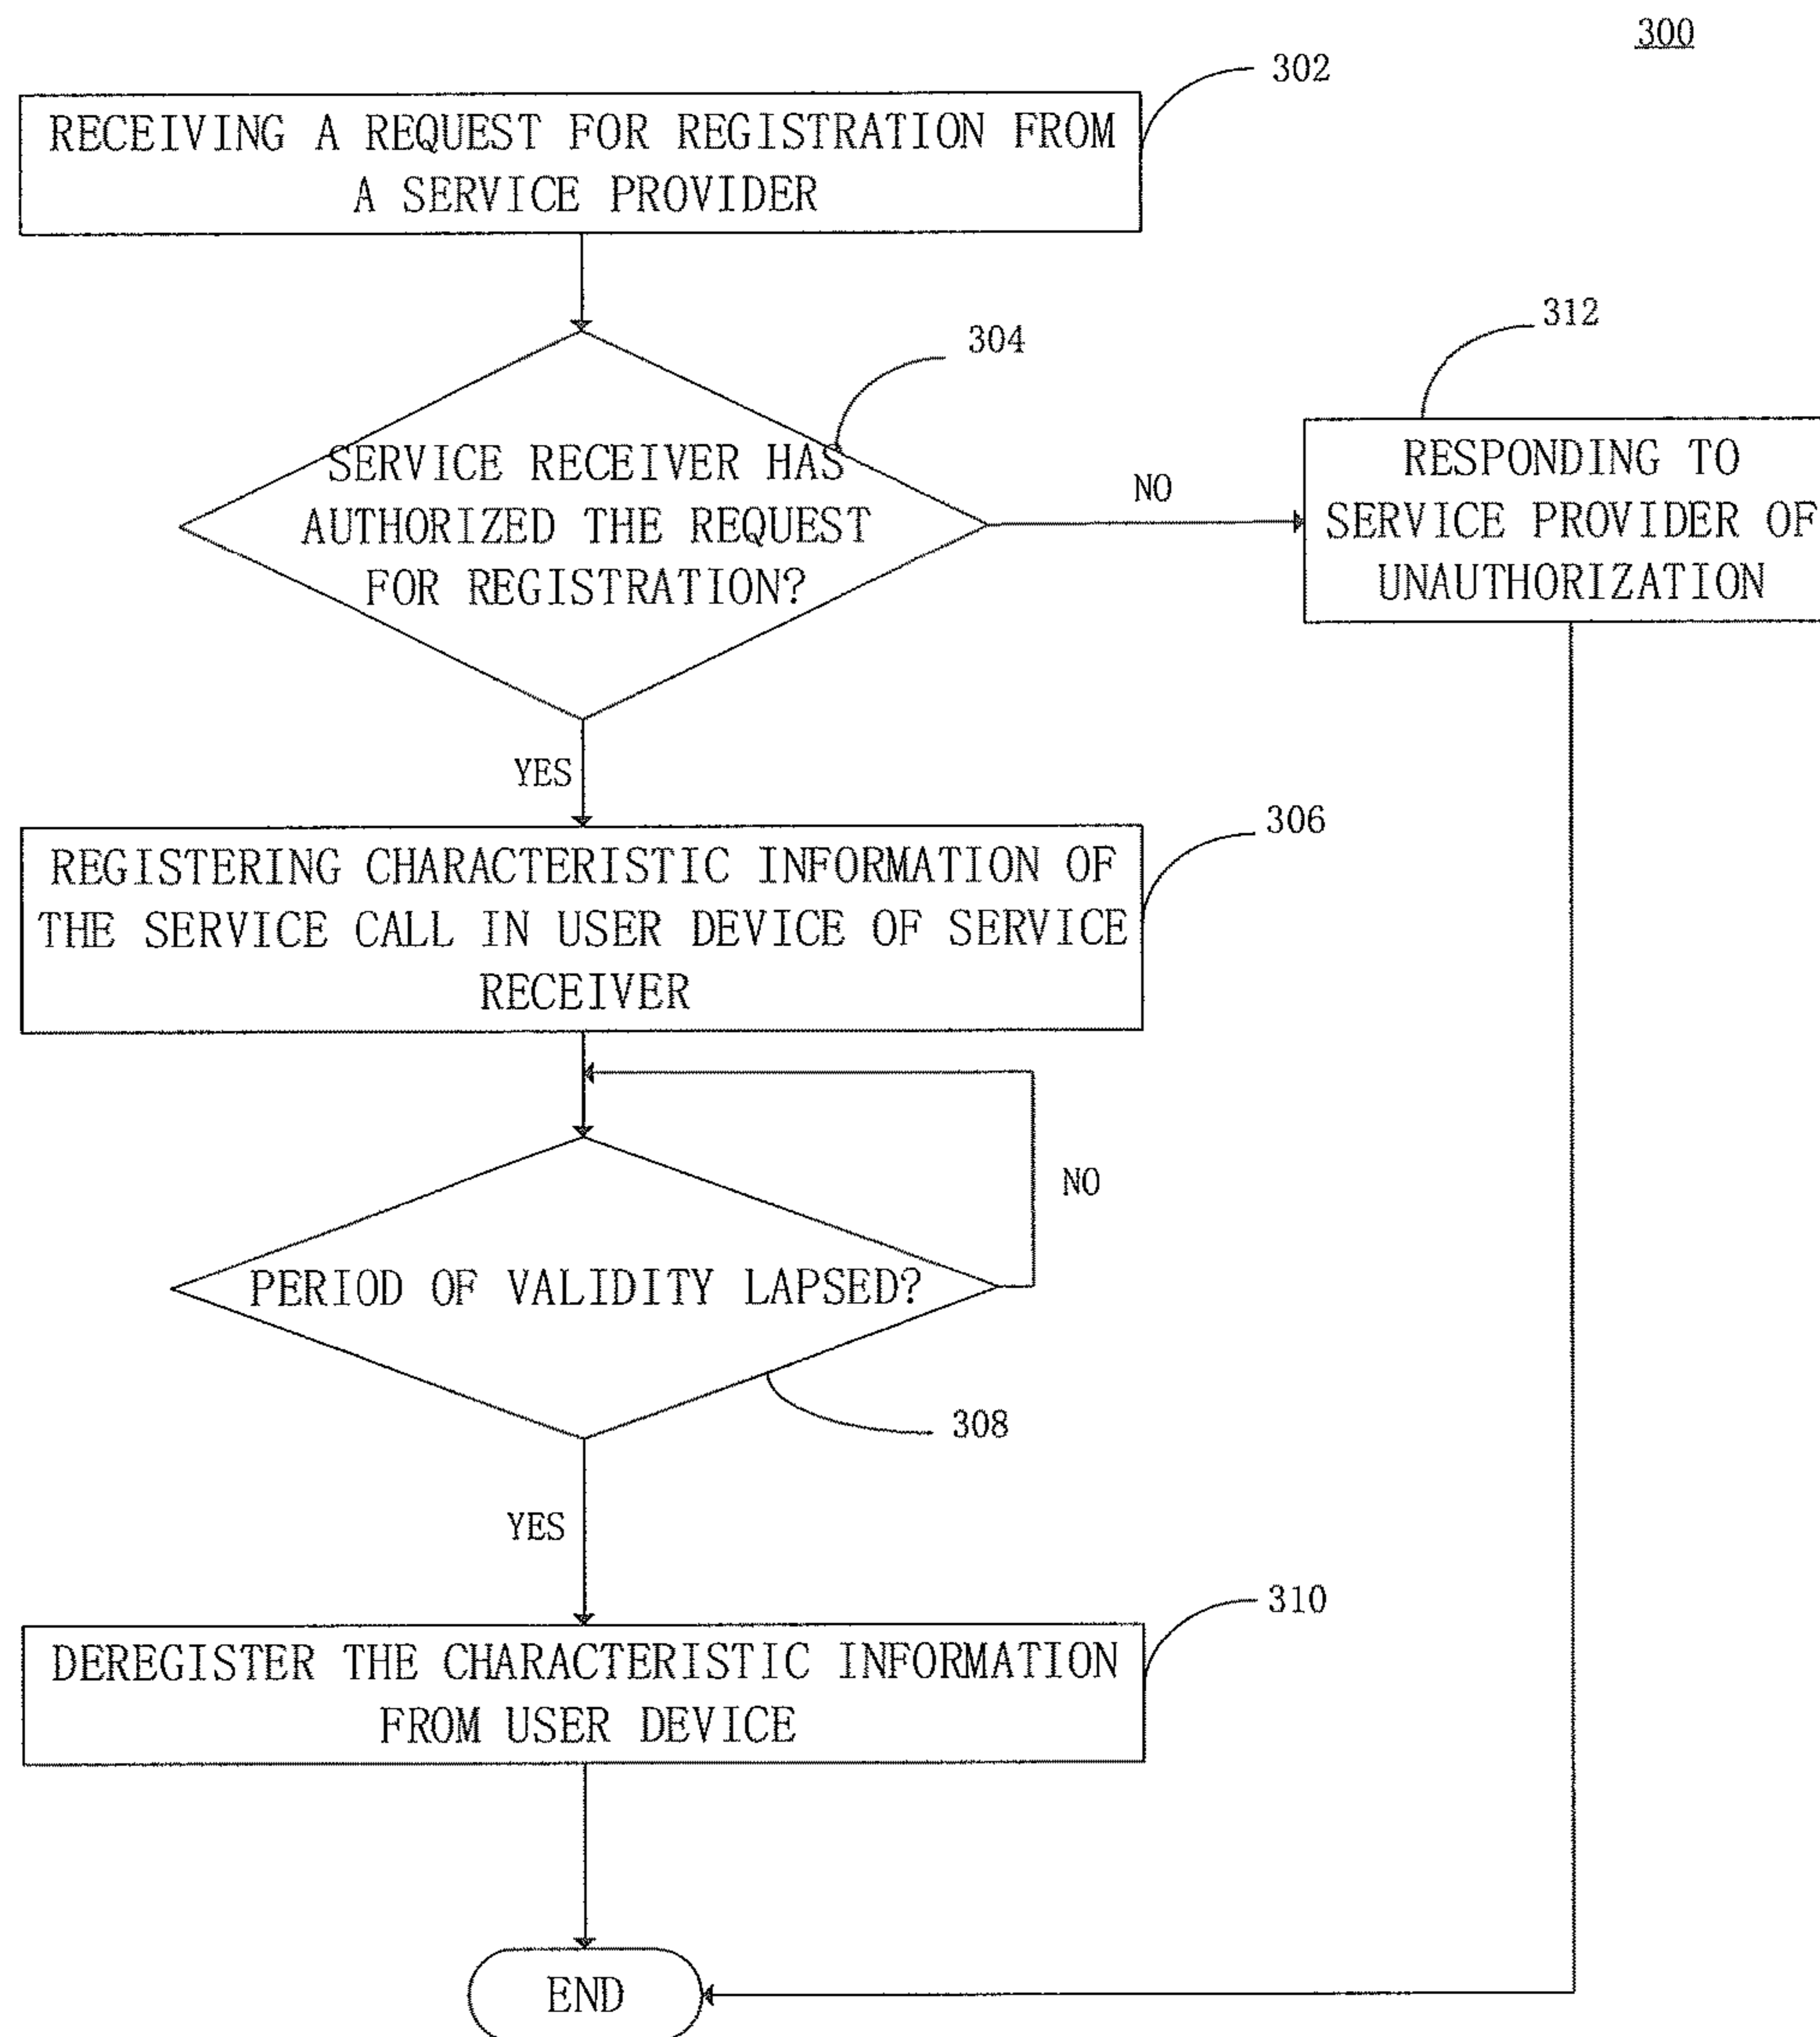 300
302
RECEIVING A REQUEST FOR REGISTRATION FROM
A SERVICE PROVIDER
304
312
SERVICE RECEIVER HAS
AUTHORIZED THE REQUEST
FOR REGISTRATION?
NO
RESPONDING TO
SERVICE PROVIDER OF
UNAUTHORIZATION
YES
306
REGISTERING CHARACTERISTIC INFORMATION OF
THE SERVICE CALL IN USER DEVICE OF SERVICE
RECEIVER
NO
PERIOD OF VALIDITY LAPSED?
308
YES
310
DEREGISTER THE CHARACTERISTIC INFORMATION
FROM USER DEVICE
END